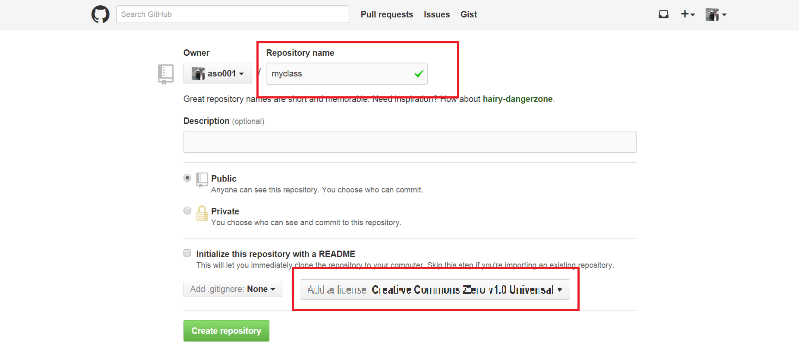 Search GitHub
Pull requests Issues Gist
Owner Repository name
aso001 / myclass
Great repository names are short and memorable. Need inspiration? How about hairy-dangerzone.
Description (optional)
Public
Anyone can see this repository. You choose who can commit.
Private
You choose who can see and commit to this repository.
Initialize this repository with a README
This will let you immediately clone the repository to your computer. Skip this step if you're importing an existing repository.
Add .gitignore: None Add a license: Creative Commons Zero v1.0 Universal
Create repository